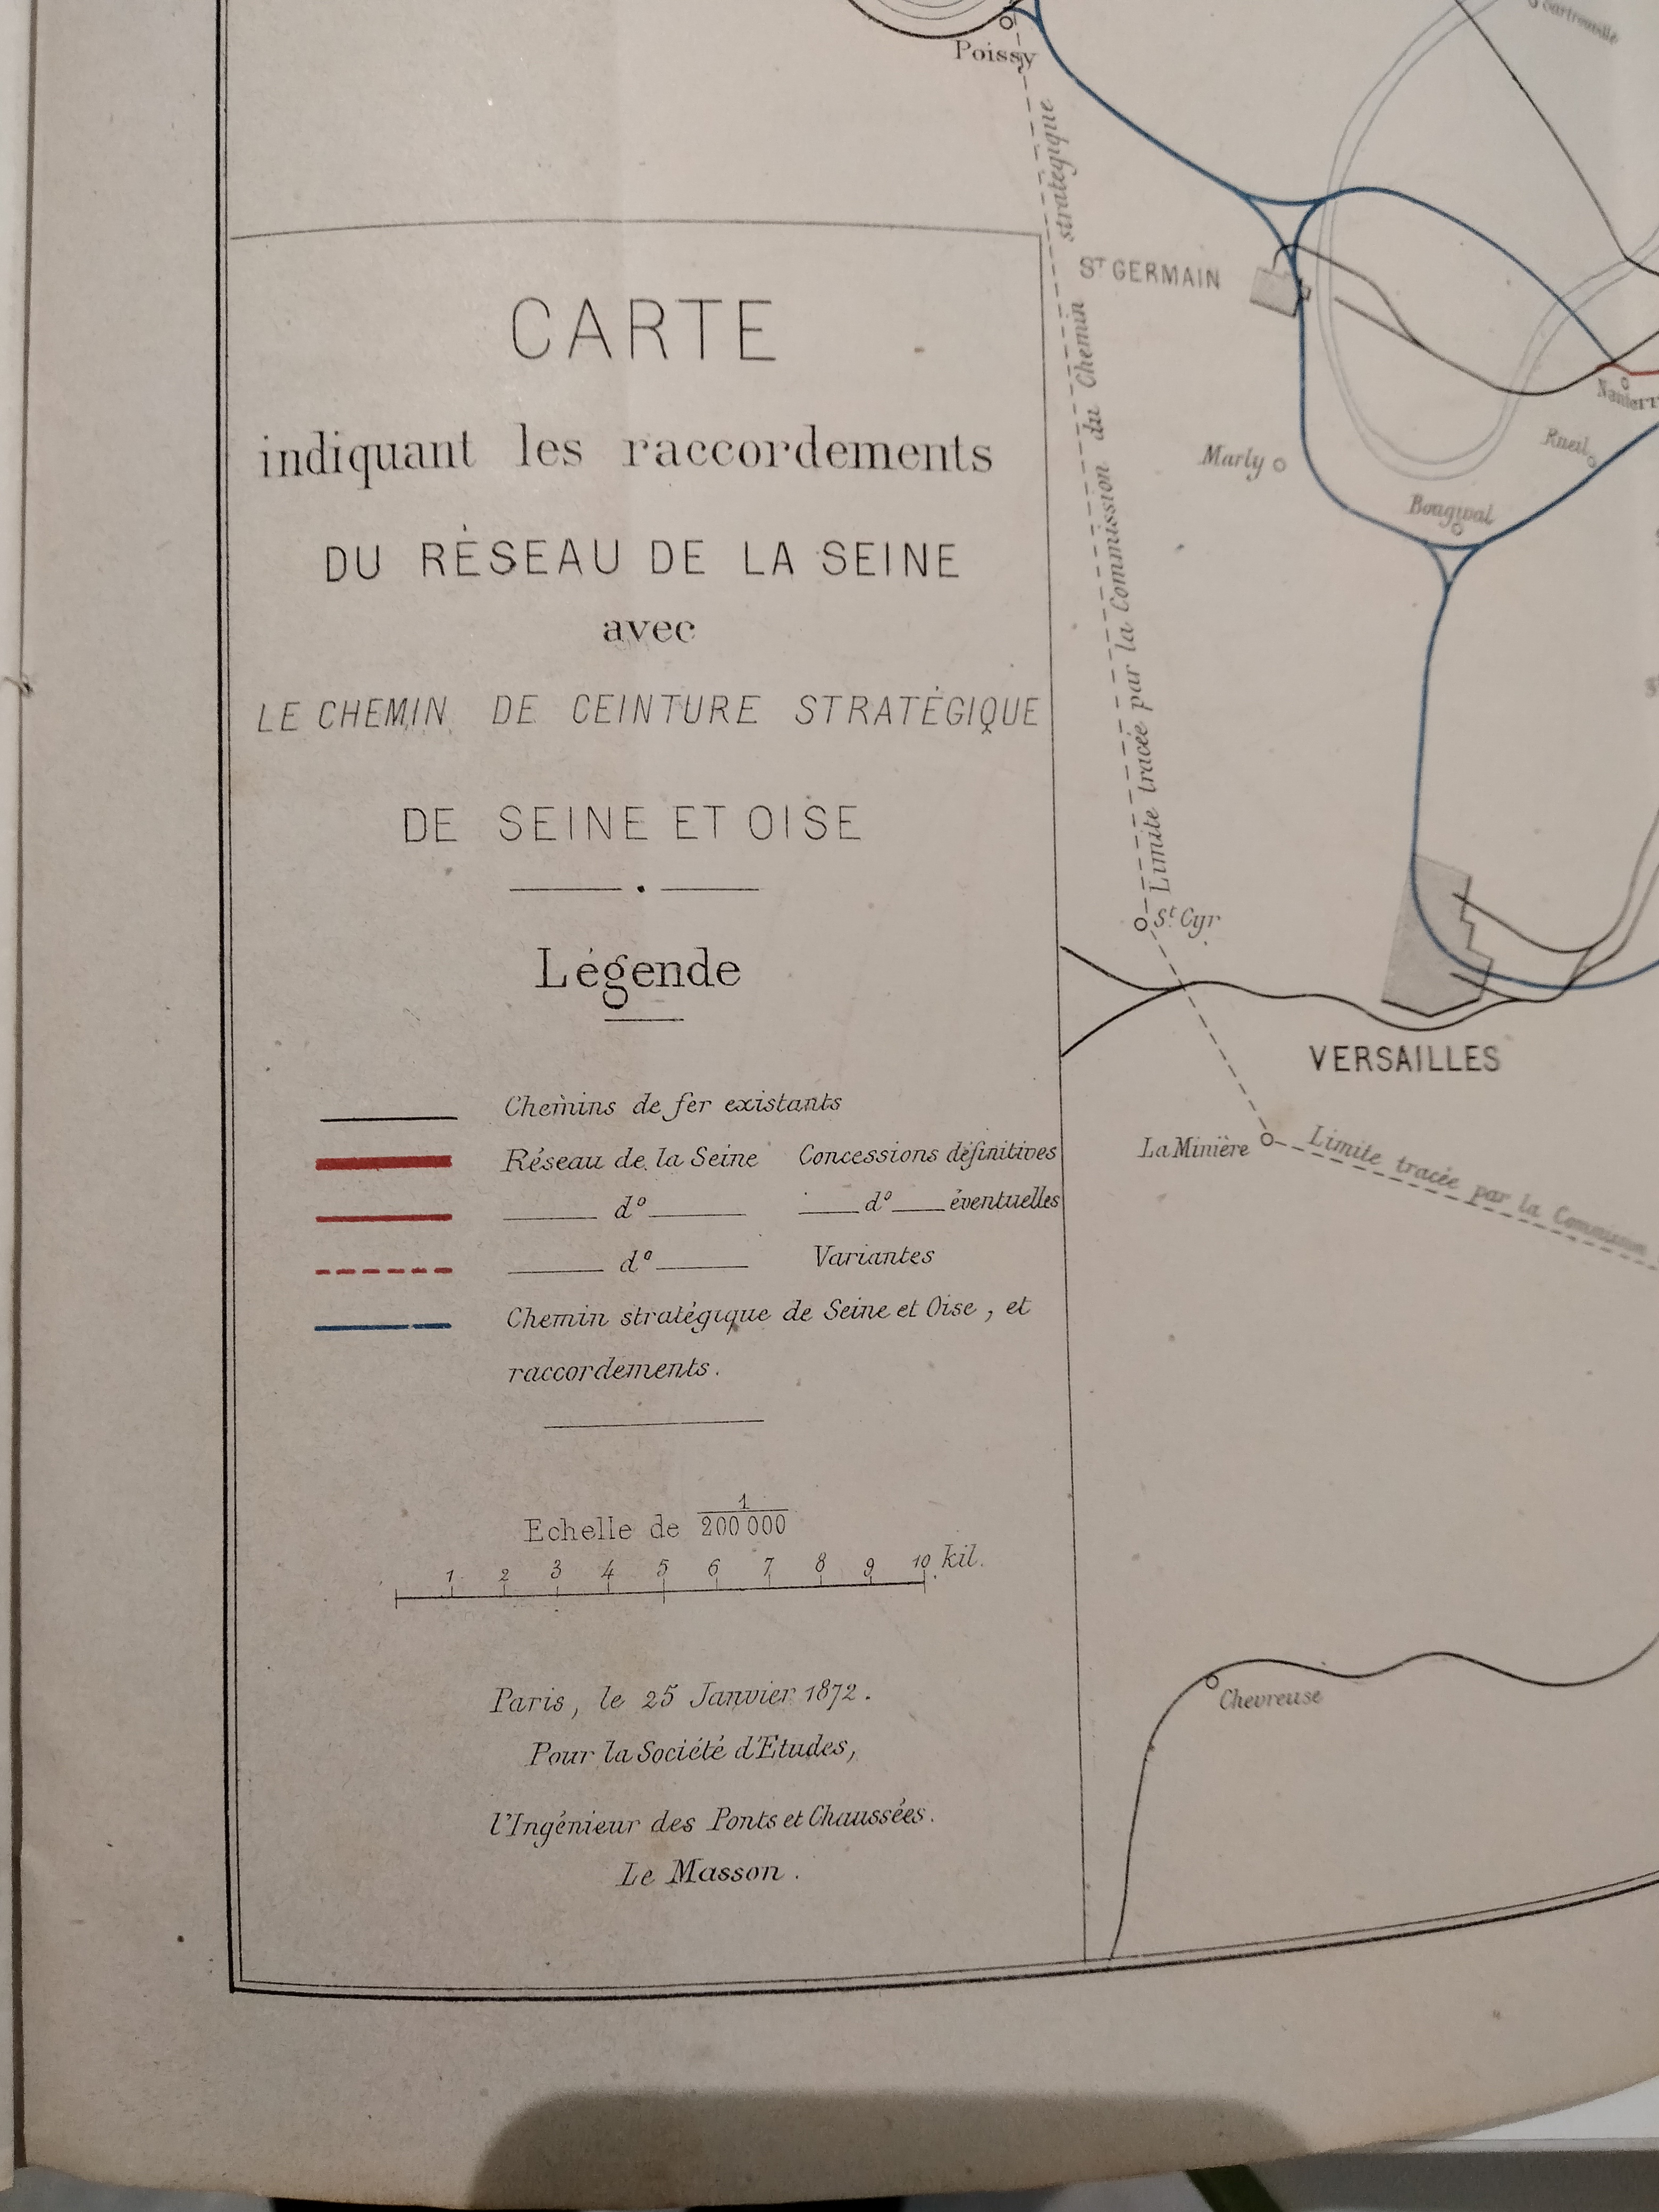 CARTE
indiquant les raccordements
DU RÉSEAU DE LA SEINE
avec
LE CHEMIN DE CEINTURE STRATÉGIQUE
DE SEINE ET OISE
Légende
Chemins de fer existants
Réseau de la Seine Concessions définitives
d° d° éventuelles
d° Variantes
Chemin stratégique de Seine et Oise, et
raccordements.
Echelle de 1/200 000
1 2 3 4 5 6 7 8 9 10 kil.
Paris, le 25 Janvier 1872.
Pour la Société d'Etudes,
l'Ingénieur des Ponts et Chaussées.
Le Masson.
Poissy
Sartrouville
ST GERMAIN
Nanterr
Rueil
Marly
Bougival
Limite tracée par la Commission du Chemin stratégique
St Cyr
VERSAILLES
La Minière
Limite tracée par la Commission
Chevreuse